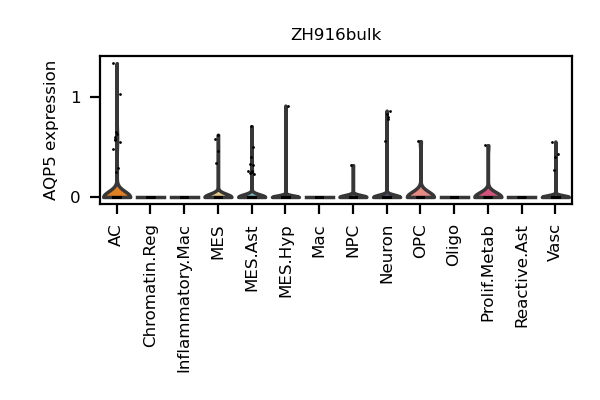 ZH916bulk
AQP5 expression
1
0
AC
Chromatin.Reg
Inflammatory.Mac
MES
MES.Ast
MES.Hyp
Mac
NPC
Neuron
OPC
Oligo
Prolif.Metab
Reactive.Ast
Vasc